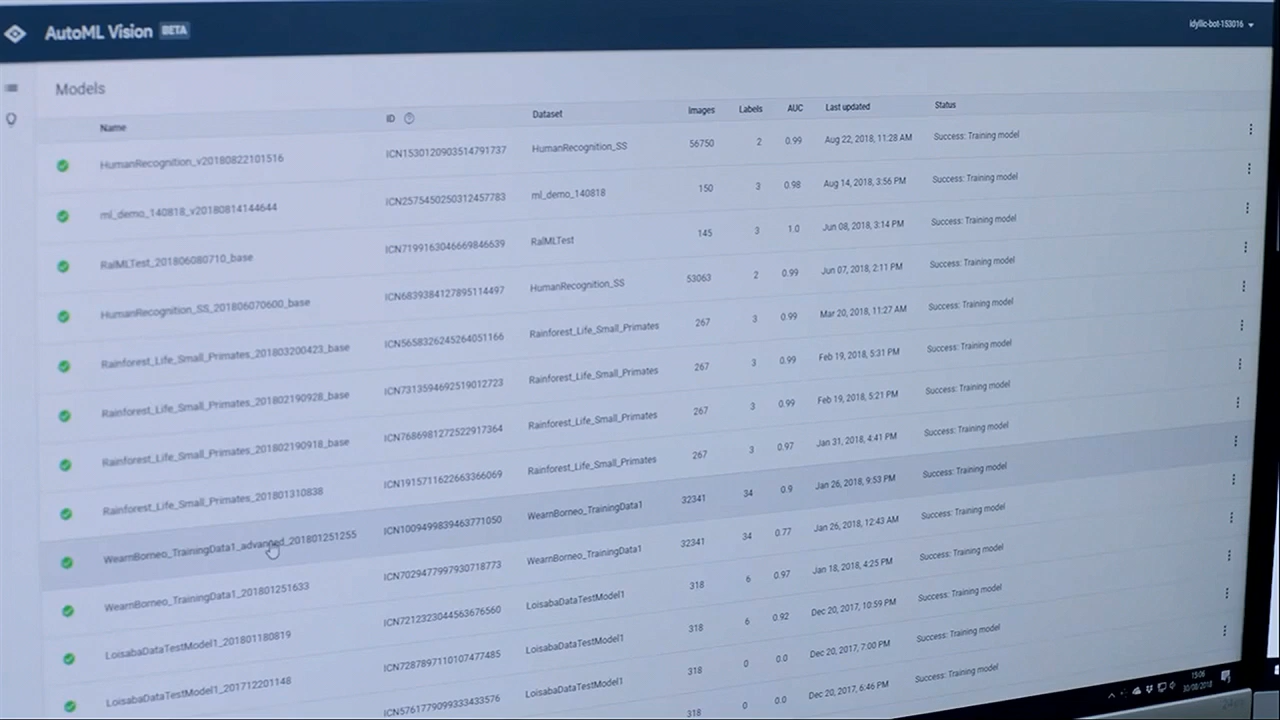 AutoML Vision BETA
idyllic-bot-153016
Models
Name ID Dataset Images Labels AUC Last updated Status
HumanRecognition_v20180822101516 ICN1530120903514791737 HumanRecognition_SS 56750 2 0.99 Aug 22, 2018, 11:28 AM Success: Training model
ml_demo_140818_v20180814144644 ICN2575450250312457783 ml_demo_140818 150 3 0.98 Aug 14, 2018, 3:56 PM Success: Training model
RalMLTest_201806080710_base ICN7199163046669846639 RalMLTest 145 3 1.0 Jun 08, 2018, 3:14 PM Success: Training model
HumanRecognition_SS_201806070600_base ICN6839384127895114497 HumanRecognition_SS 53063 2 0.99 Jun 07, 2018, 2:11 PM Success: Training model
Rainforest_Life_Small_Primates_201803200423_base ICN5658326245264051166 Rainforest_Life_Small_Primates 267 3 0.99 Mar 20, 2018, 11:27 AM Success: Training model
Rainforest_Life_Small_Primates_201802190928_base ICN7313594692519012723 Rainforest_Life_Small_Primates 267 3 0.99 Feb 19, 2018, 5:31 PM Success: Training model
Rainforest_Life_Small_Primates_201802190918_base ICN7686981272522917364 Rainforest_Life_Small_Primates 267 3 0.99 Feb 19, 2018, 5:21 PM Success: Training model
Rainforest_Life_Small_Primates_201801310838 ICN1915711622663366069 Rainforest_Life_Small_Primates 267 3 0.97 Jan 31, 2018, 4:41 PM Success: Training model
WearnBorneo_TrainingData1_advanced_201801251255 ICN1009499839463771050 WearnBorneo_TrainingData1 32341 34 0.9 Jan 26, 2018, 9:53 PM Success: Training model
WearnBorneo_TrainingData1_201801251633 ICN7029477997930718773 WearnBorneo_TrainingData1 32341 34 0.77 Jan 26, 2018, 12:43 AM Success: Training model
LoisabaDataTestModel1_201801180819 ICN7212323044563676560 LoisabaDataTestModel1 318 6 0.97 Jan 18, 2018, 4:25 PM Success: Training model
LoisabaDataTestModel1_201712201148 ICN7287897110107477485 LoisabaDataTestModel1 318 6 0.92 Dec 20, 2017, 10:59 PM Success: Training model
ICN5761779099333433576 LoisabaDataTestModel1 318 0 0.0 Dec 20, 2017, 7:00 PM Success: Training model
318 0 0.0 Dec 20, 2017, 6:46 PM Success: Training model
15:06
30/08/2018